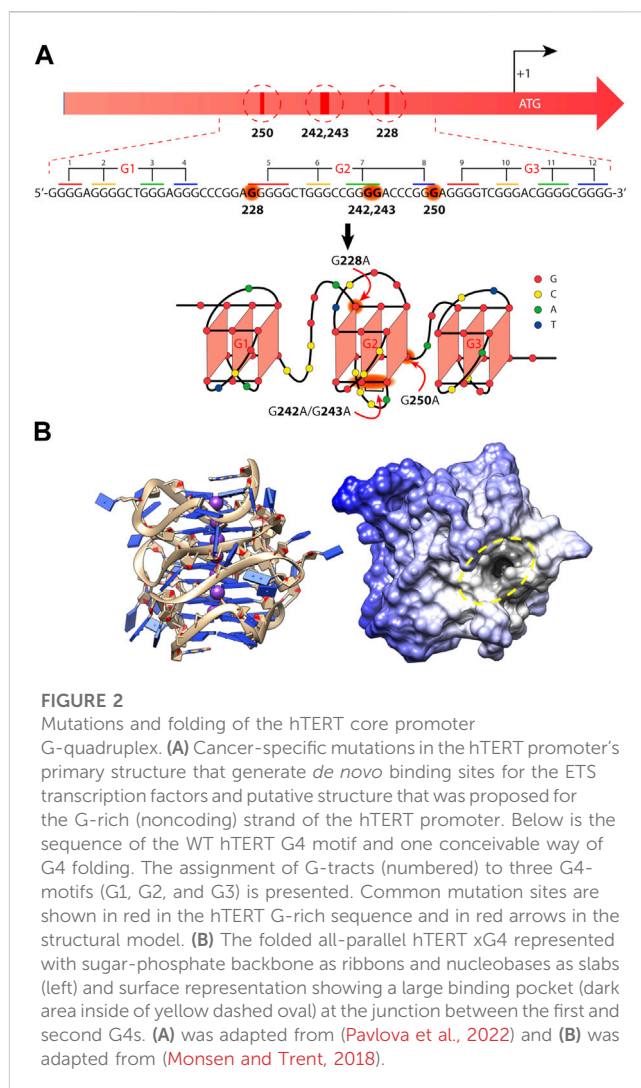 A
+1
ATG
250 242,243 228
1 2 3 4 5 6 7 8 9 10 11 12
G1 G2 G3
5'-GGGGAGGGGCTGGGAGGGCCCGGAGGGGGCTGGGCCGGGGACCCGGGAGGGGTCGGGACGGGGCGGGG-3'
228 242,243 250
G228A
G
C
A
T
G1 G2 G3
G250A
G242A/G243A
B
FIGURE 2
Mutations and folding of the hTERT core promoter
G-quadruplex. (A) Cancer-specific mutations in the hTERT promoter's
primary structure that generate de novo binding sites for the ETS
transcription factors and putative structure that was proposed for
the G-rich (noncoding) strand of the hTERT promoter. Below is the
sequence of the WT hTERT G4 motif and one conceivable way of
G4 folding. The assignment of G-tracts (numbered) to three G4-
motifs (G1, G2, and G3) is presented. Common mutation sites are
shown in red in the hTERT G-rich sequence and in red arrows in the
structural model. (B) The folded all-parallel hTERT xG4 represented
with sugar-phosphate backbone as ribbons and nucleobases as slabs
(left) and surface representation showing a large binding pocket (dark
area inside of yellow dashed oval) at the junction between the first and
second G4s. (A) was adapted from (Pavlova et al., 2022) and (B) was
adapted from (Monsen and Trent, 2018).